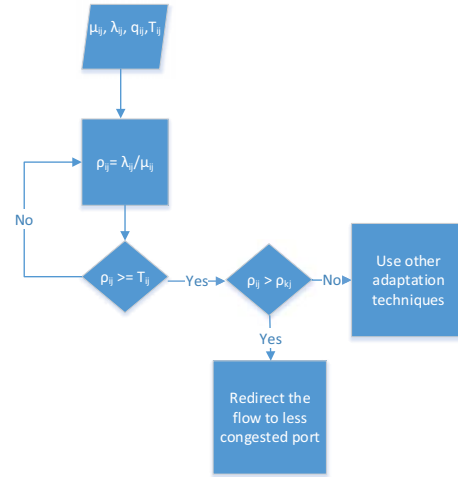 μij, λij, qij,Tij
ρij= λij/μij
No
ρij >= Tij
Yes
ρij > ρkj
No
Use other
adaptation
techniques
Yes
Redirect the
flow to less
congested port